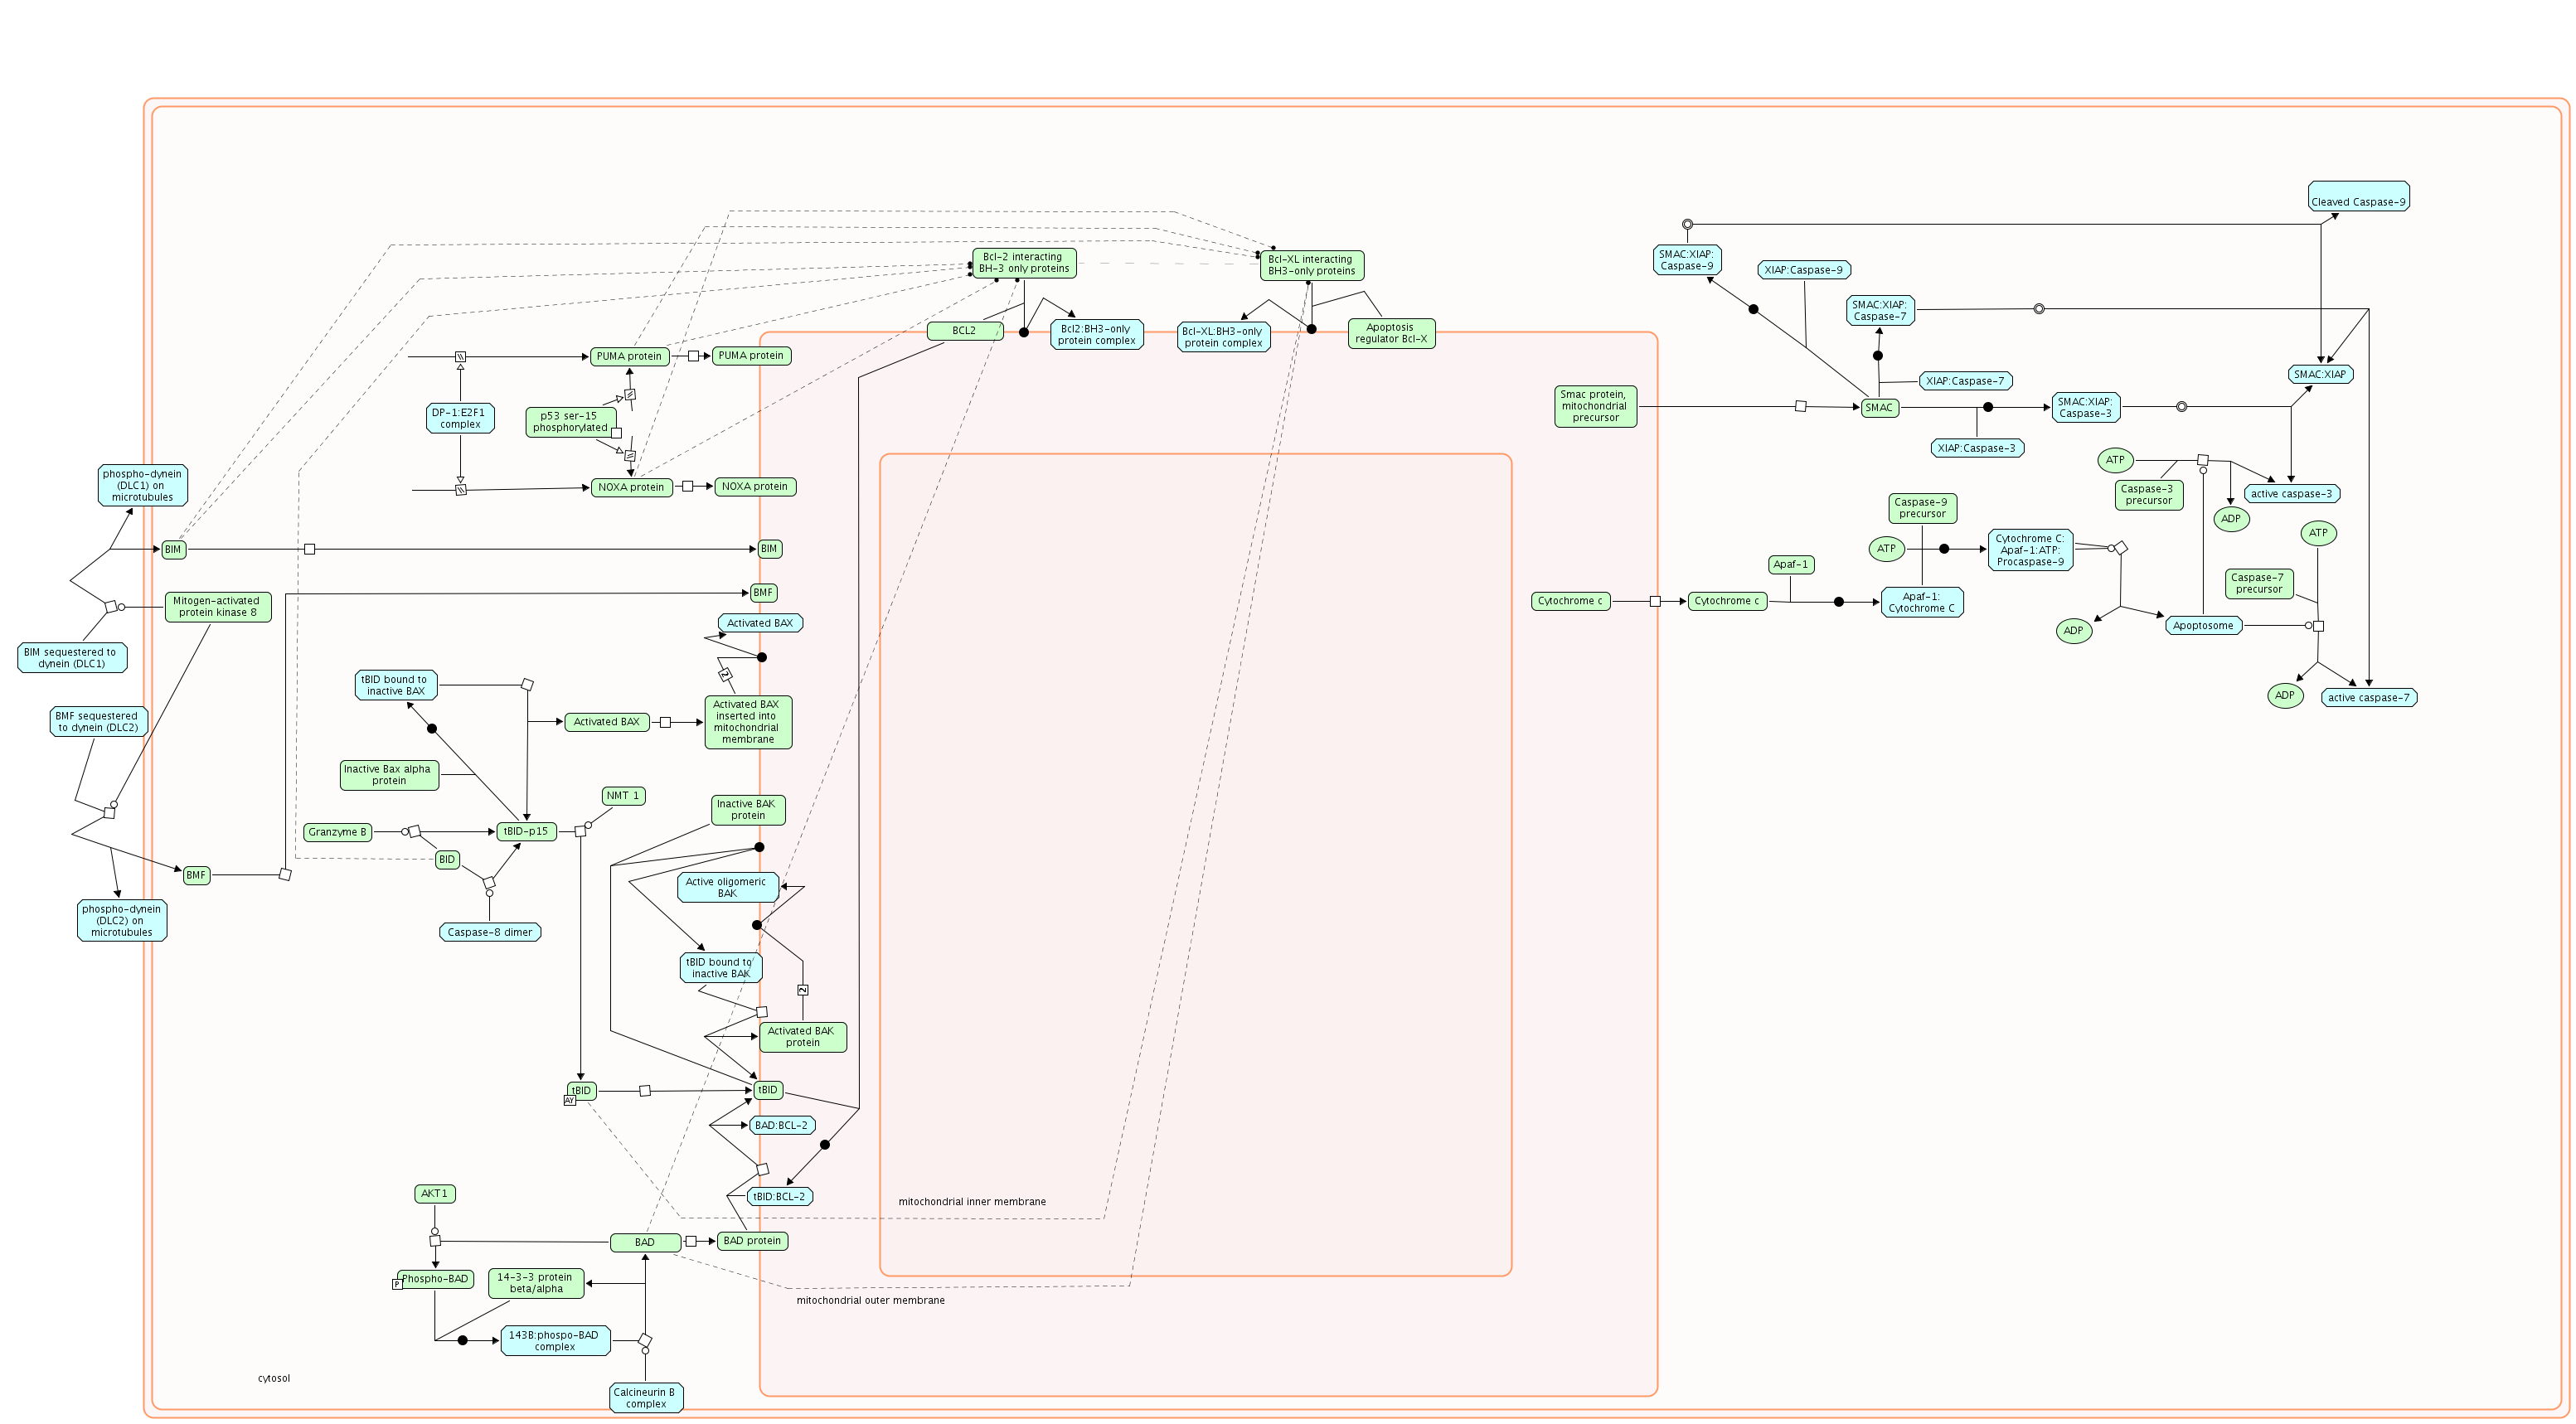 Cleaved Caspase-9
SMAC:XIAP:
Caspase-9
XIAP:Caspase-9
Bcl-2 interacting
BH-3 only proteins
Bcl-XL interacting
BH3-only proteins
SMAC:XIAP:
Caspase-7
BCL2
Bcl2:BH3-only
protein complex
Bcl-XL:BH3-only
protein complex
Apoptosis
regulator Bcl-X
PUMA protein
PUMA protein
SMAC:XIAP
XIAP:Caspase-7
DP-1:E2F1
complex
p53 ser-15
phosphorylated
Smac protein,
mitochondrial
precursor
SMAC
SMAC:XIAP:
Caspase-3
XIAP:Caspase-3
phospho-dynein
(DLC1) on
microtubules
NOXA protein
NOXA protein
ATP
Caspase-3
precursor
active caspase-3
ADP
Caspase-9
precursor
ATP
BIM
BIM
ATP
Cytochrome C:
Apaf-1:ATP:
Procaspase-9
Apaf-1
Caspase-7
precursor
Mitogen-activated
protein kinase 8
BMF
Cytochrome c
Cytochrome c
Apaf-1:
Cytochrome C
Activated BAX
ADP
Apoptosome
BIM sequestered to
dynein (DLC1)
tBID bound to
inactive BAX
2
ADP
active caspase-7
BMF sequestered
to dynein (DLC2)
Activated BAX
Activated BAX
inserted into
mitochondrial
membrane
Inactive Bax alpha
protein
NMT 1
Inactive BAK
protein
Granzyme B
tBID-p15
BID
BMF
Active oligomeric
BAK
phospho-dynein
(DLC2) on
microtubules
Caspase-8 dimer
tBID bound to
inactive BAK
2
Activated BAK
protein
tBID
AY
tBID
BAD:BCL-2
AKT1
tBID:BCL-2
mitochondrial inner membrane
BAD
BAD protein
Phospho-BAD
P
14-3-3 protein
beta/alpha
mitochondrial outer membrane
143B:phospo-BAD
complex
cytosol
Calcineurin B
complex